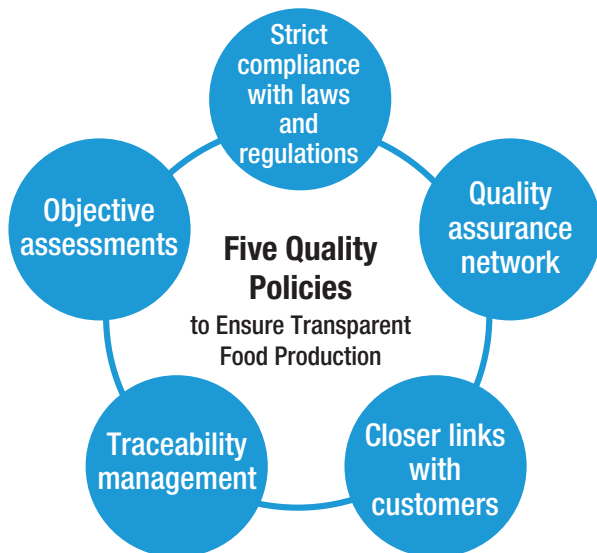 Strict
compliance
with laws
and
regulations
Quality
assurance
network
Closer links
with
customers
Traceability
management
Objective
assessments
Five Quality
Policies
to Ensure Transparent
Food Production